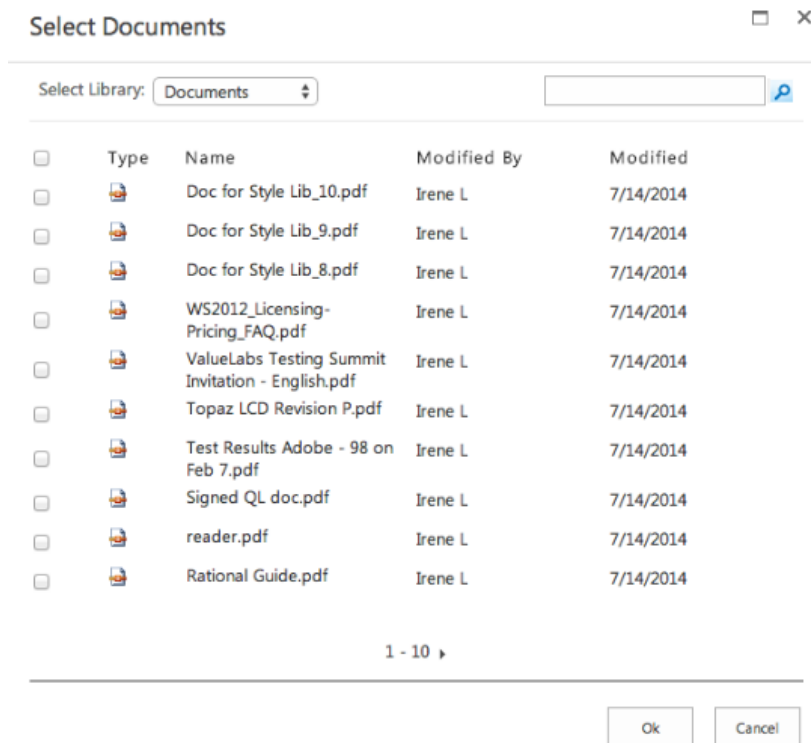 Select Documents
Select Library: Documents
Type Name Modified By Modified
Doc for Style Lib_10.pdf Irene L 7/14/2014
Doc for Style Lib_9.pdf Irene L 7/14/2014
Doc for Style Lib_8.pdf Irene L 7/14/2014
WS2012_Licensing- Irene L 7/14/2014
Pricing_FAQ.pdf
ValueLabs Testing Summit Irene L 7/14/2014
Invitation - English.pdf
Topaz LCD Revision P.pdf Irene L 7/14/2014
Test Results Adobe - 98 on Irene L 7/14/2014
Feb 7.pdf
Signed QL doc.pdf Irene L 7/14/2014
reader.pdf Irene L 7/14/2014
Rational Guide.pdf Irene L 7/14/2014
1 - 10
Ok Cancel